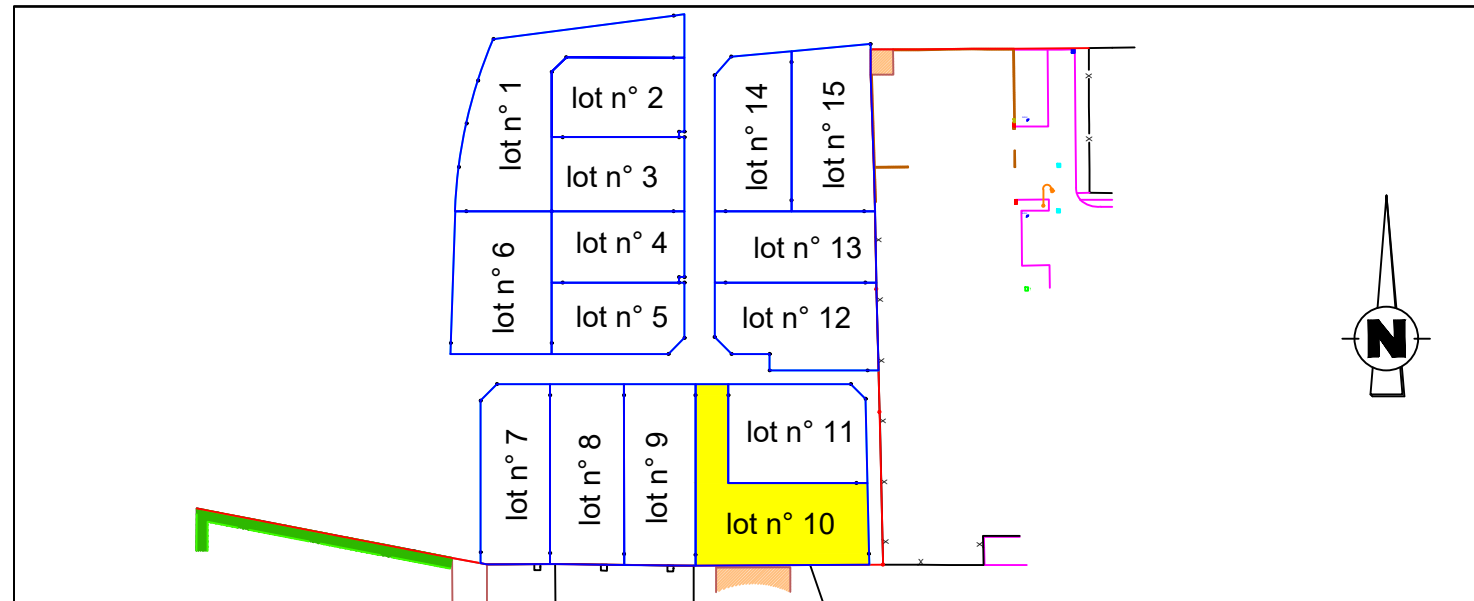 lot n° 1
lot n° 2
lot n° 3
lot n° 4
lot n° 5
lot n° 6
lot n° 14
lot n° 15
lot n° 13
lot n° 12
lot n° 7
lot n° 8
lot n° 9
lot n° 11
lot n° 10
N